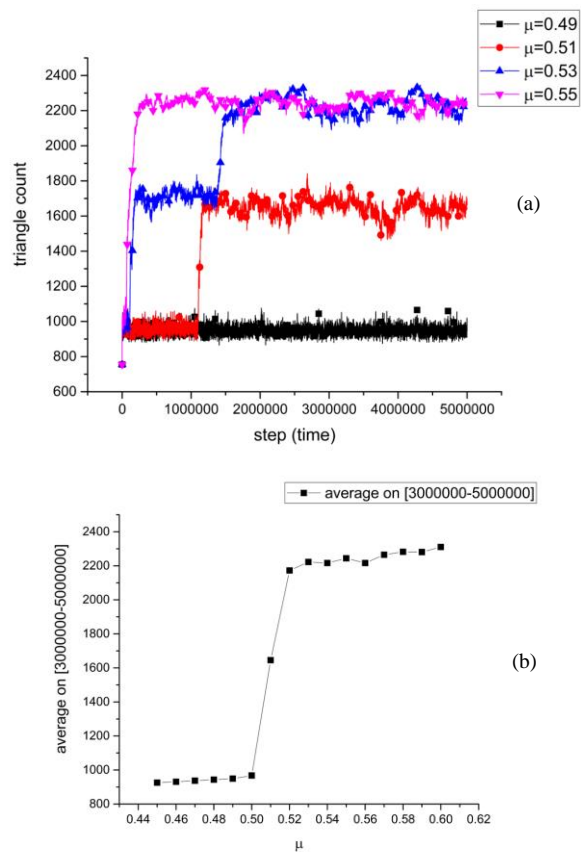 μ=0.49
μ=0.51
μ=0.53
μ=0.55
2400
2200
2000
1800
1600
1400
1200
1000
800
600
triangle count
0 1000000 2000000 3000000 4000000 5000000
step (time)
(a)
average on [3000000-5000000]
2400
2200
2000
1800
1600
1400
1200
1000
800
average on [3000000-5000000]
0.44 0.46 0.48 0.50 0.52 0.54 0.56 0.58 0.60 0.62
μ
(b)